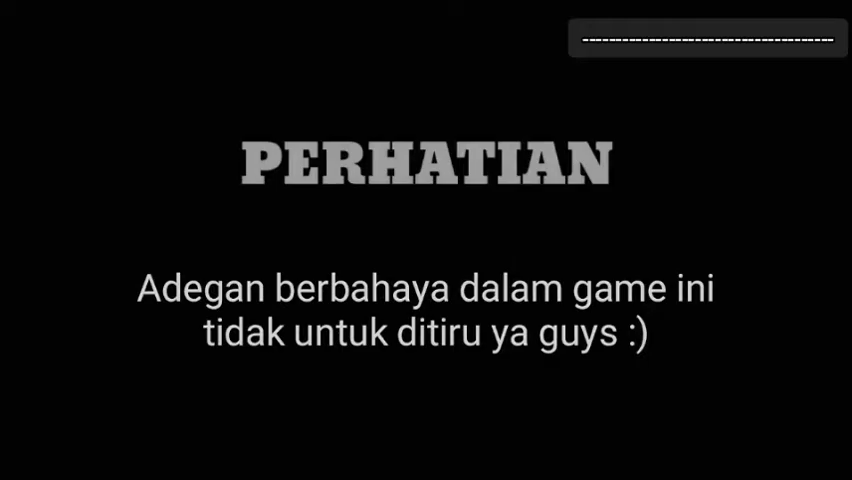 PERHATIAN
Adegan berbahaya dalam game ini
tidak untuk ditiru ya guys :)